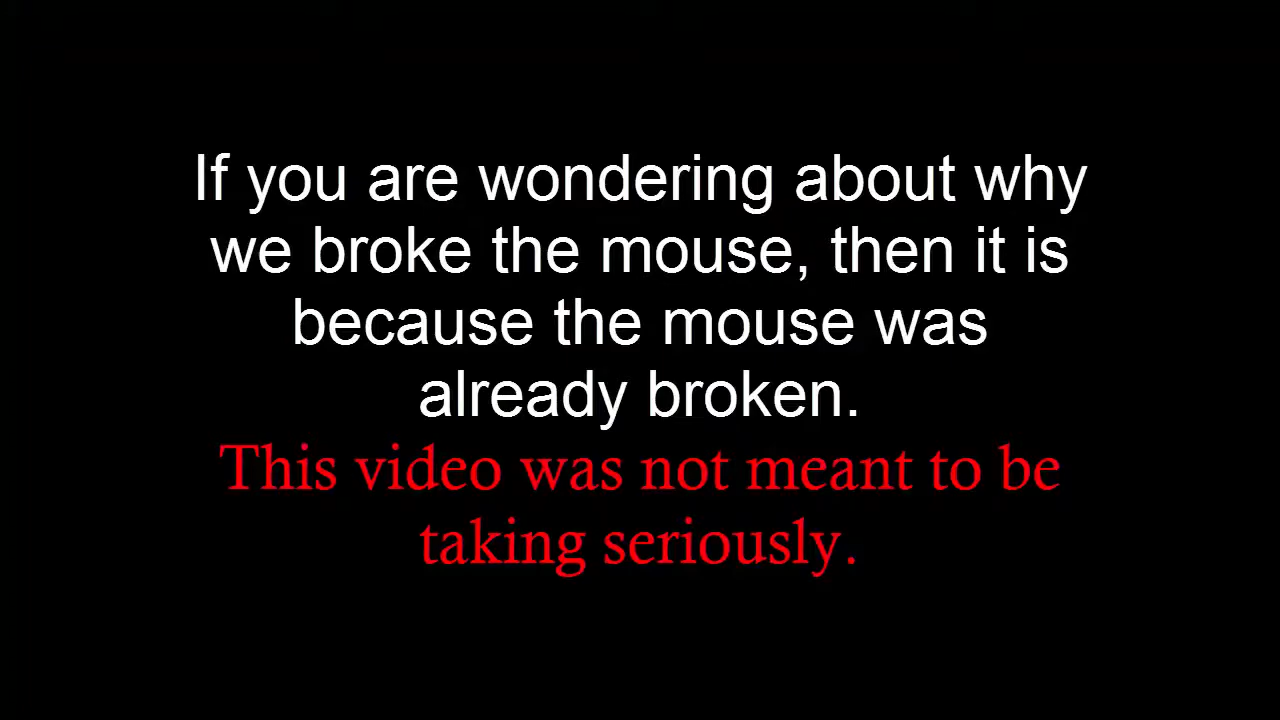 If you are wondering about why
we broke the mouse, then it is
because the mouse was
already broken.
This video was not meant to be
taking seriously.